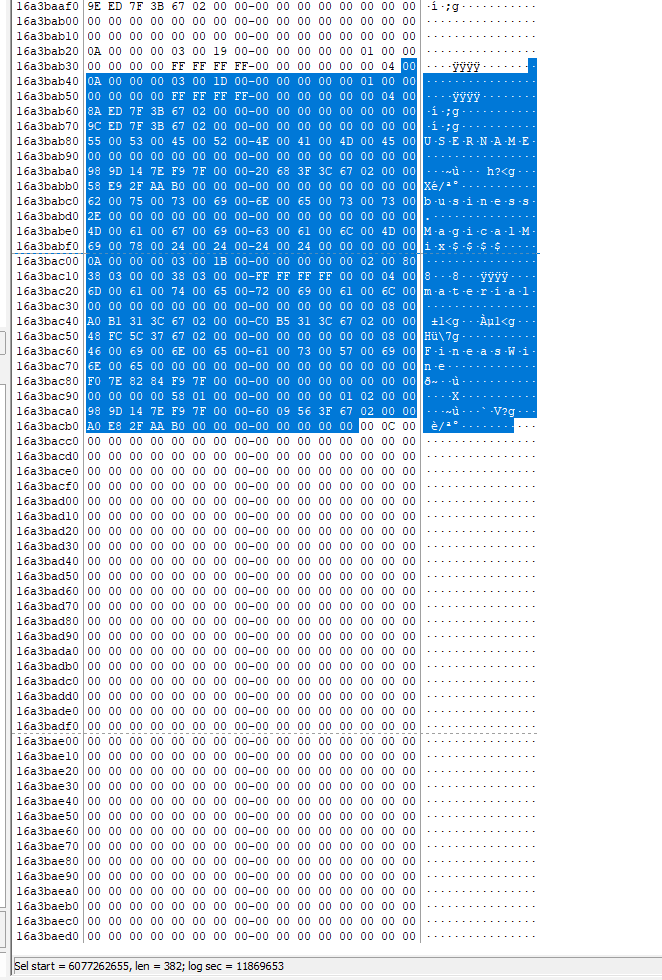 16a3baaf0 9E ED 7F 3B 67 02 00 00-00 00 00 00 00 00 00 00 ·í·;g···········
16a3bab00 00 00 00 00 00 00 00 00-00 00 00 00 00 00 00 00 ················
16a3bab10 00 00 00 00 00 00 00 00-00 00 00 00 00 00 00 00 ················
16a3bab20 0A 00 00 00 03 00 19 00-00 00 00 00 00 01 00 00 ················
16a3bab30 00 00 00 00 FF FF FF FF-00 00 00 00 00 00 04 00 ····ÿÿÿÿ········
16a3bab40 0A 00 00 00 03 00 1D 00-00 00 00 00 00 01 00 00 ················
16a3bab50 00 00 00 00 FF FF FF FF-00 00 00 00 00 00 04 00 ····ÿÿÿÿ········
16a3bab60 8A ED 7F 3B 67 02 00 00-00 00 00 00 00 00 00 00 ·í·;g···········
16a3bab70 9C ED 7F 3B 67 02 00 00-00 00 00 00 00 00 00 00 ·í·;g···········
16a3bab80 55 00 53 00 45 00 52 00-4E 00 41 00 4D 00 45 00 U·S·E·R·N·A·M·E·
16a3bab90 00 00 00 00 00 00 00 00-00 00 00 00 00 00 00 00 ················
16a3baba0 98 9D 14 7E F9 7F 00 00-20 68 3F 3C 67 02 00 00 ···~ù··· h?<g···
16a3babb0 58 E9 2F AA B0 00 00 00-00 00 00 00 00 00 00 00 Xé/ª°···········
16a3babc0 62 00 75 00 73 00 69 00-6E 00 65 00 73 00 73 00 b·u·s·i·n·e·s·s·
16a3babd0 2E 00 00 00 00 00 00 00-00 00 00 00 00 00 00 00 .···············
16a3babe0 4D 00 61 00 67 00 69 00-63 00 61 00 6C 00 4D 00 M·a·g·i·c·a·l·M·
16a3babf0 69 00 78 00 24 00 24 00-24 00 24 00 00 00 00 00 i·x·$·$·$·$·····
16a3bac00 0A 00 00 00 03 00 1B 00-00 00 00 00 00 02 00 80 ················
16a3bac10 38 03 00 00 38 03 00 00-FF FF FF FF 00 00 04 00 8···8···ÿÿÿÿ····
16a3bac20 6D 00 61 00 74 00 65 00-72 00 69 00 61 00 6C 00 m·a·t·e·r·i·a·l·
16a3bac30 00 00 00 00 00 00 00 00-00 00 00 00 00 00 08 00 ················
16a3bac40 A0 B1 31 3C 67 02 00 00-C0 B5 31 3C 67 02 00 00 ±1<g···Àµ1<g···
16a3bac50 48 FC 5C 37 67 02 00 00-00 00 00 00 00 00 08 00 Hü\7g···········
16a3bac60 46 00 69 00 6E 00 65 00-61 00 73 00 57 00 69 00 F·i·n·e·a·s·W·i·
16a3bac70 6E 00 65 00 00 00 00 00-00 00 00 00 00 00 00 00 n·e·············
16a3bac80 F0 7E 82 84 F9 7F 00 00-00 00 00 00 00 00 00 00 ð~··ù···········
16a3bac90 00 00 00 00 58 01 00 00-00 00 00 00 01 02 00 00 ····X···········
16a3baca0 98 9D 14 7E F9 7F 00 00-60 09 56 3F 67 02 00 00 ···~ù···`·V?g···
16a3bacb0 A0 E8 2F AA B0 00 00 00-00 00 00 00 00 00 0C 00 è/ª°···········
16a3bacc0 00 00 00 00 00 00 00 00-00 00 00 00 00 00 00 00 ················
16a3bacd0 00 00 00 00 00 00 00 00-00 00 00 00 00 00 00 00 ················
16a3bace0 00 00 00 00 00 00 00 00-00 00 00 00 00 00 00 00 ················
16a3bacf0 00 00 00 00 00 00 00 00-00 00 00 00 00 00 00 00 ················
16a3bad00 00 00 00 00 00 00 00 00-00 00 00 00 00 00 00 00 ················
16a3bad10 00 00 00 00 00 00 00 00-00 00 00 00 00 00 00 00 ················
16a3bad20 00 00 00 00 00 00 00 00-00 00 00 00 00 00 00 00 ················
16a3bad30 00 00 00 00 00 00 00 00-00 00 00 00 00 00 00 00 ················
16a3bad40 00 00 00 00 00 00 00 00-00 00 00 00 00 00 00 00 ················
16a3bad50 00 00 00 00 00 00 00 00-00 00 00 00 00 00 00 00 ················
16a3bad60 00 00 00 00 00 00 00 00-00 00 00 00 00 00 00 00 ················
16a3bad70 00 00 00 00 00 00 00 00-00 00 00 00 00 00 00 00 ················
16a3bad80 00 00 00 00 00 00 00 00-00 00 00 00 00 00 00 00 ················
16a3bad90 00 00 00 00 00 00 00 00-00 00 00 00 00 00 00 00 ················
16a3bada0 00 00 00 00 00 00 00 00-00 00 00 00 00 00 00 00 ················
16a3badb0 00 00 00 00 00 00 00 00-00 00 00 00 00 00 00 00 ················
16a3badc0 00 00 00 00 00 00 00 00-00 00 00 00 00 00 00 00 ················
16a3badd0 00 00 00 00 00 00 00 00-00 00 00 00 00 00 00 00 ················
16a3bade0 00 00 00 00 00 00 00 00-00 00 00 00 00 00 00 00 ················
16a3badf0 00 00 00 00 00 00 00 00-00 00 00 00 00 00 00 00 ················
16a3bae00 00 00 00 00 00 00 00 00-00 00 00 00 00 00 00 00 ················
16a3bae10 00 00 00 00 00 00 00 00-00 00 00 00 00 00 00 00 ················
16a3bae20 00 00 00 00 00 00 00 00-00 00 00 00 00 00 00 00 ················
16a3bae30 00 00 00 00 00 00 00 00-00 00 00 00 00 00 00 00 ················
16a3bae40 00 00 00 00 00 00 00 00-00 00 00 00 00 00 00 00 ················
16a3bae50 00 00 00 00 00 00 00 00-00 00 00 00 00 00 00 00 ················
16a3bae60 00 00 00 00 00 00 00 00-00 00 00 00 00 00 00 00 ················
16a3bae70 00 00 00 00 00 00 00 00-00 00 00 00 00 00 00 00 ················
16a3bae80 00 00 00 00 00 00 00 00-00 00 00 00 00 00 00 00 ················
16a3bae90 00 00 00 00 00 00 00 00-00 00 00 00 00 00 00 00 ················
16a3baea0 00 00 00 00 00 00 00 00-00 00 00 00 00 00 00 00 ················
16a3baeb0 00 00 00 00 00 00 00 00-00 00 00 00 00 00 00 00 ················
16a3baec0 00 00 00 00 00 00 00 00-00 00 00 00 00 00 00 00 ················
16a3baed0 00 00 00 00 00 00 00 00-00 00 00 00 00 00 00 00 ················
Sel start = 6077262655, len = 382; log sec = 11869653